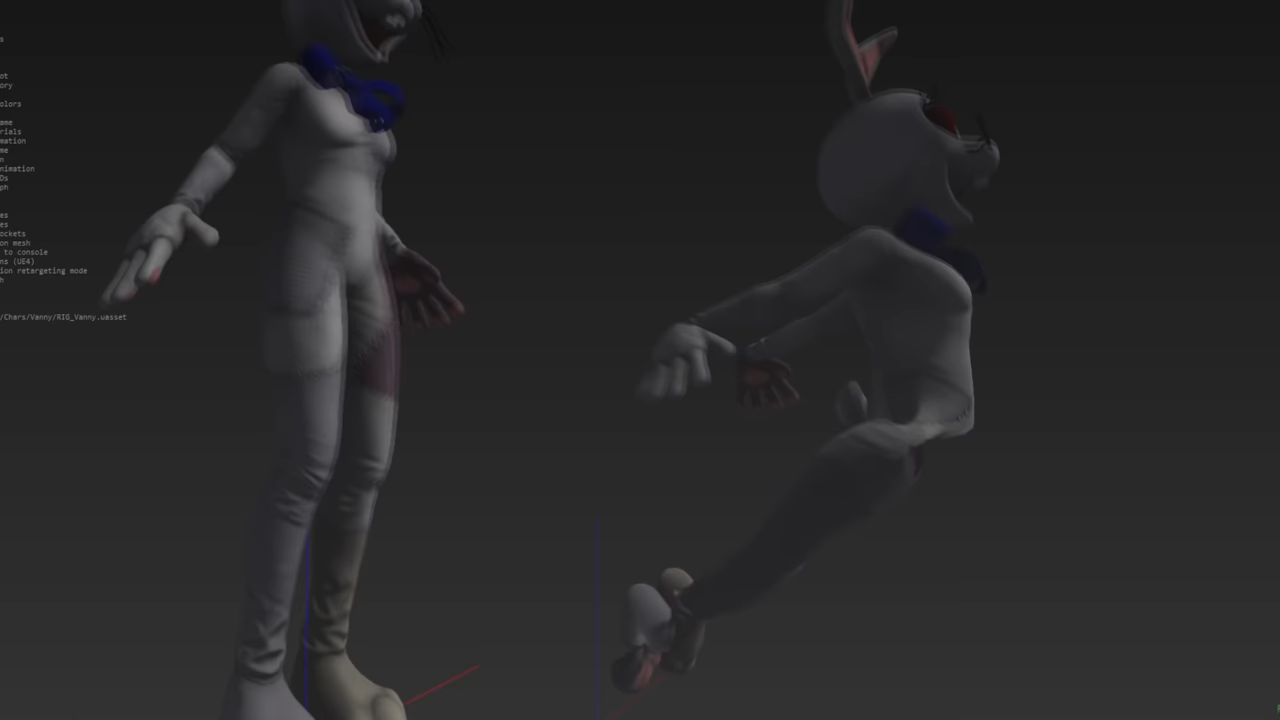 s
ot
ory
olors
ame
rials
mation
me
n
nimation
Ds
ph
es
es
ockets
on mesh
 to console
ns (UE4)
ion retargeting mode
h
/Chars/Vanny/RIG_Vanny.uasset